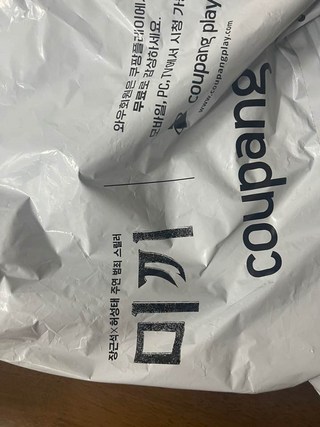 와우회원은 쿠팡플레이에
무료로 감상하세요.
모바일, PC, TV에서 시청 가
coupang play
www.coupangplay.com
coupang
장근석×허성태 주연 범죄 스릴러
미끼